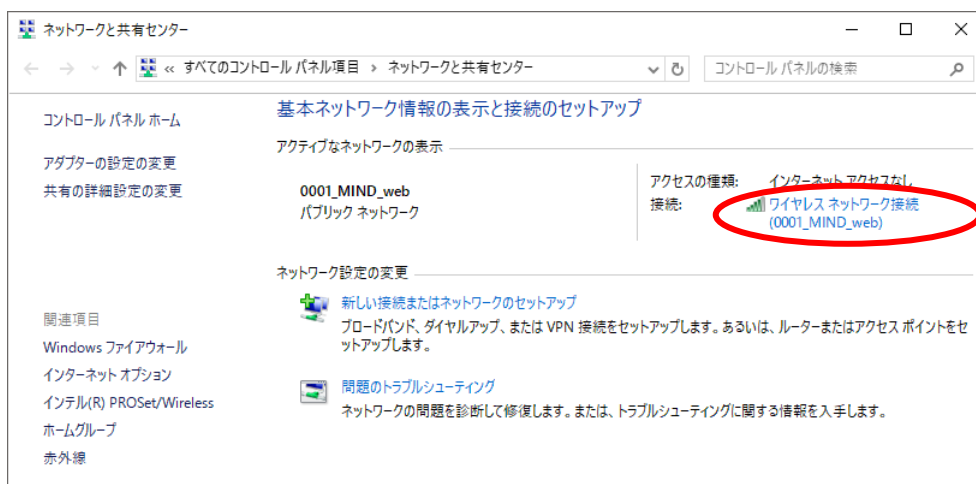 ネットワークと共有センター
« すべてのコントロール パネル項目 › ネットワークと共有センター
コントロール パネルの検索
コントロール パネル ホーム
アダプターの設定の変更
共有の詳細設定の変更
基本ネットワーク情報の表示と接続のセットアップ
アクティブなネットワークの表示
0001_MIND_web
パブリック ネットワーク
アクセスの種類: インターネット アクセスなし
接続: ワイヤレス ネットワーク接続
(0001_MIND_web)
ネットワーク設定の変更
新しい接続またはネットワークのセットアップ
ブロードバンド、ダイヤルアップ、または VPN 接続をセットアップします。あるいは、ルーターまたはアクセス ポイントをセ
ットアップします。
問題のトラブルシューティング
ネットワークの問題を診断して修復します。または、トラブルシューティングに関する情報を入手します。
関連項目
Windows ファイアウォール
インターネット オプション
インテル(R) PROSet/Wireless
ホームグループ
赤外線